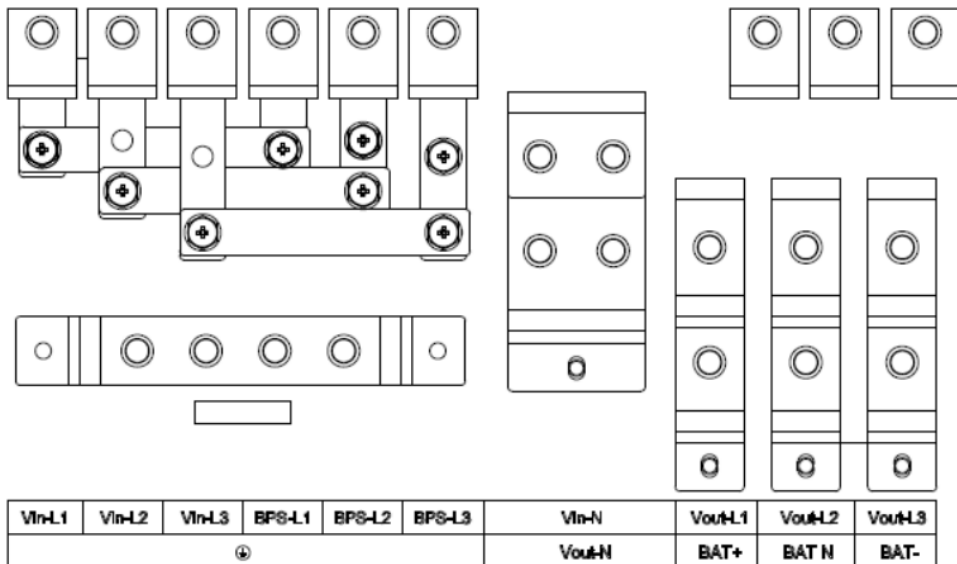 Vin-L1 Vin-L2 Vin-L3 BPS-L1 BPS-L2 BPS-L3 Vin-N Vout-L1 Vout-L2 Vout-L3
⏚ Vout-N BAT+ BAT N BAT-